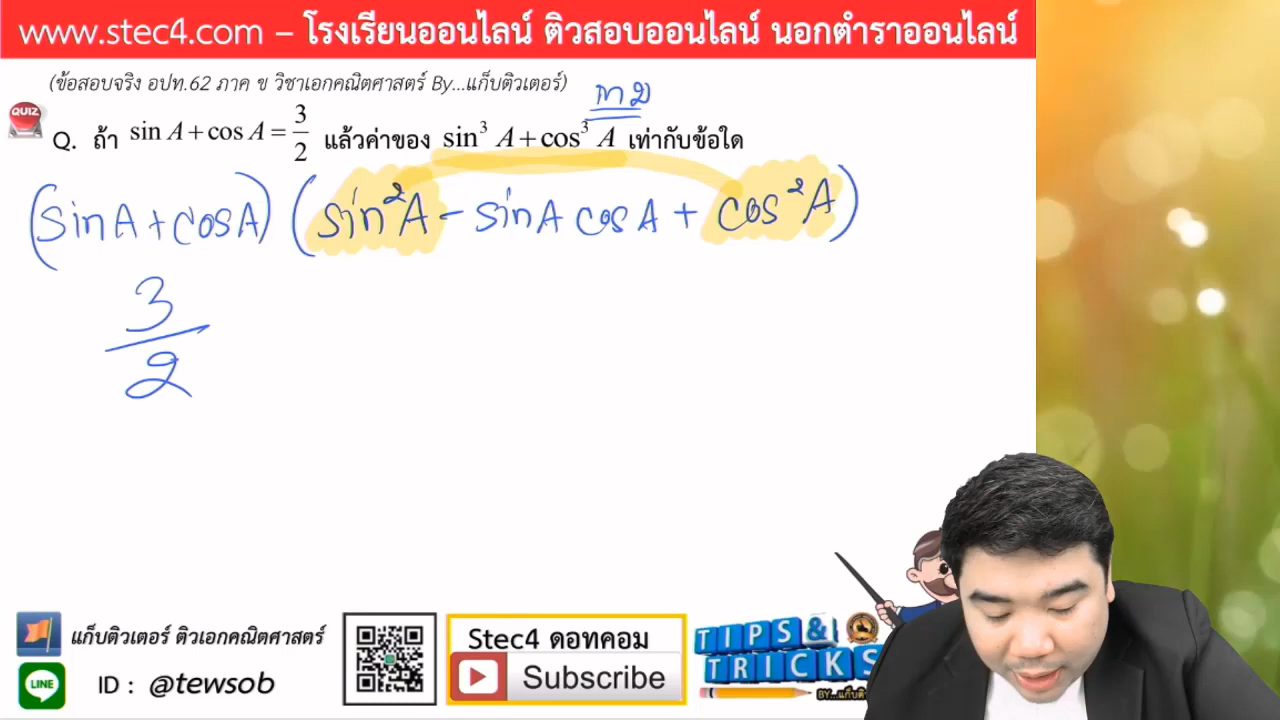 www.stec4.com – โรงเรียนออนไลน์ ติวสอบออนไลน์ นอกตำราออนไลน์
(ข้อสอบจริง อปท.62 ภาค ข วิชาเอกคณิตศาสตร์ By...แก็บติวเตอร์)
QUIZ
Q. ถ้า sin A + cos A = 3/2 แล้วค่าของ sin³ A + cos³ A เท่ากับข้อใด
(sin A + cos A) (sin²A - sin A cos A + cos²A)
3
2
แก็บติวเตอร์ ติวเอกคณิตศาสตร์
LINE
ID : @tewsob
Stec4 ดอทคอม
Subscribe
TIPS &
TRICKS